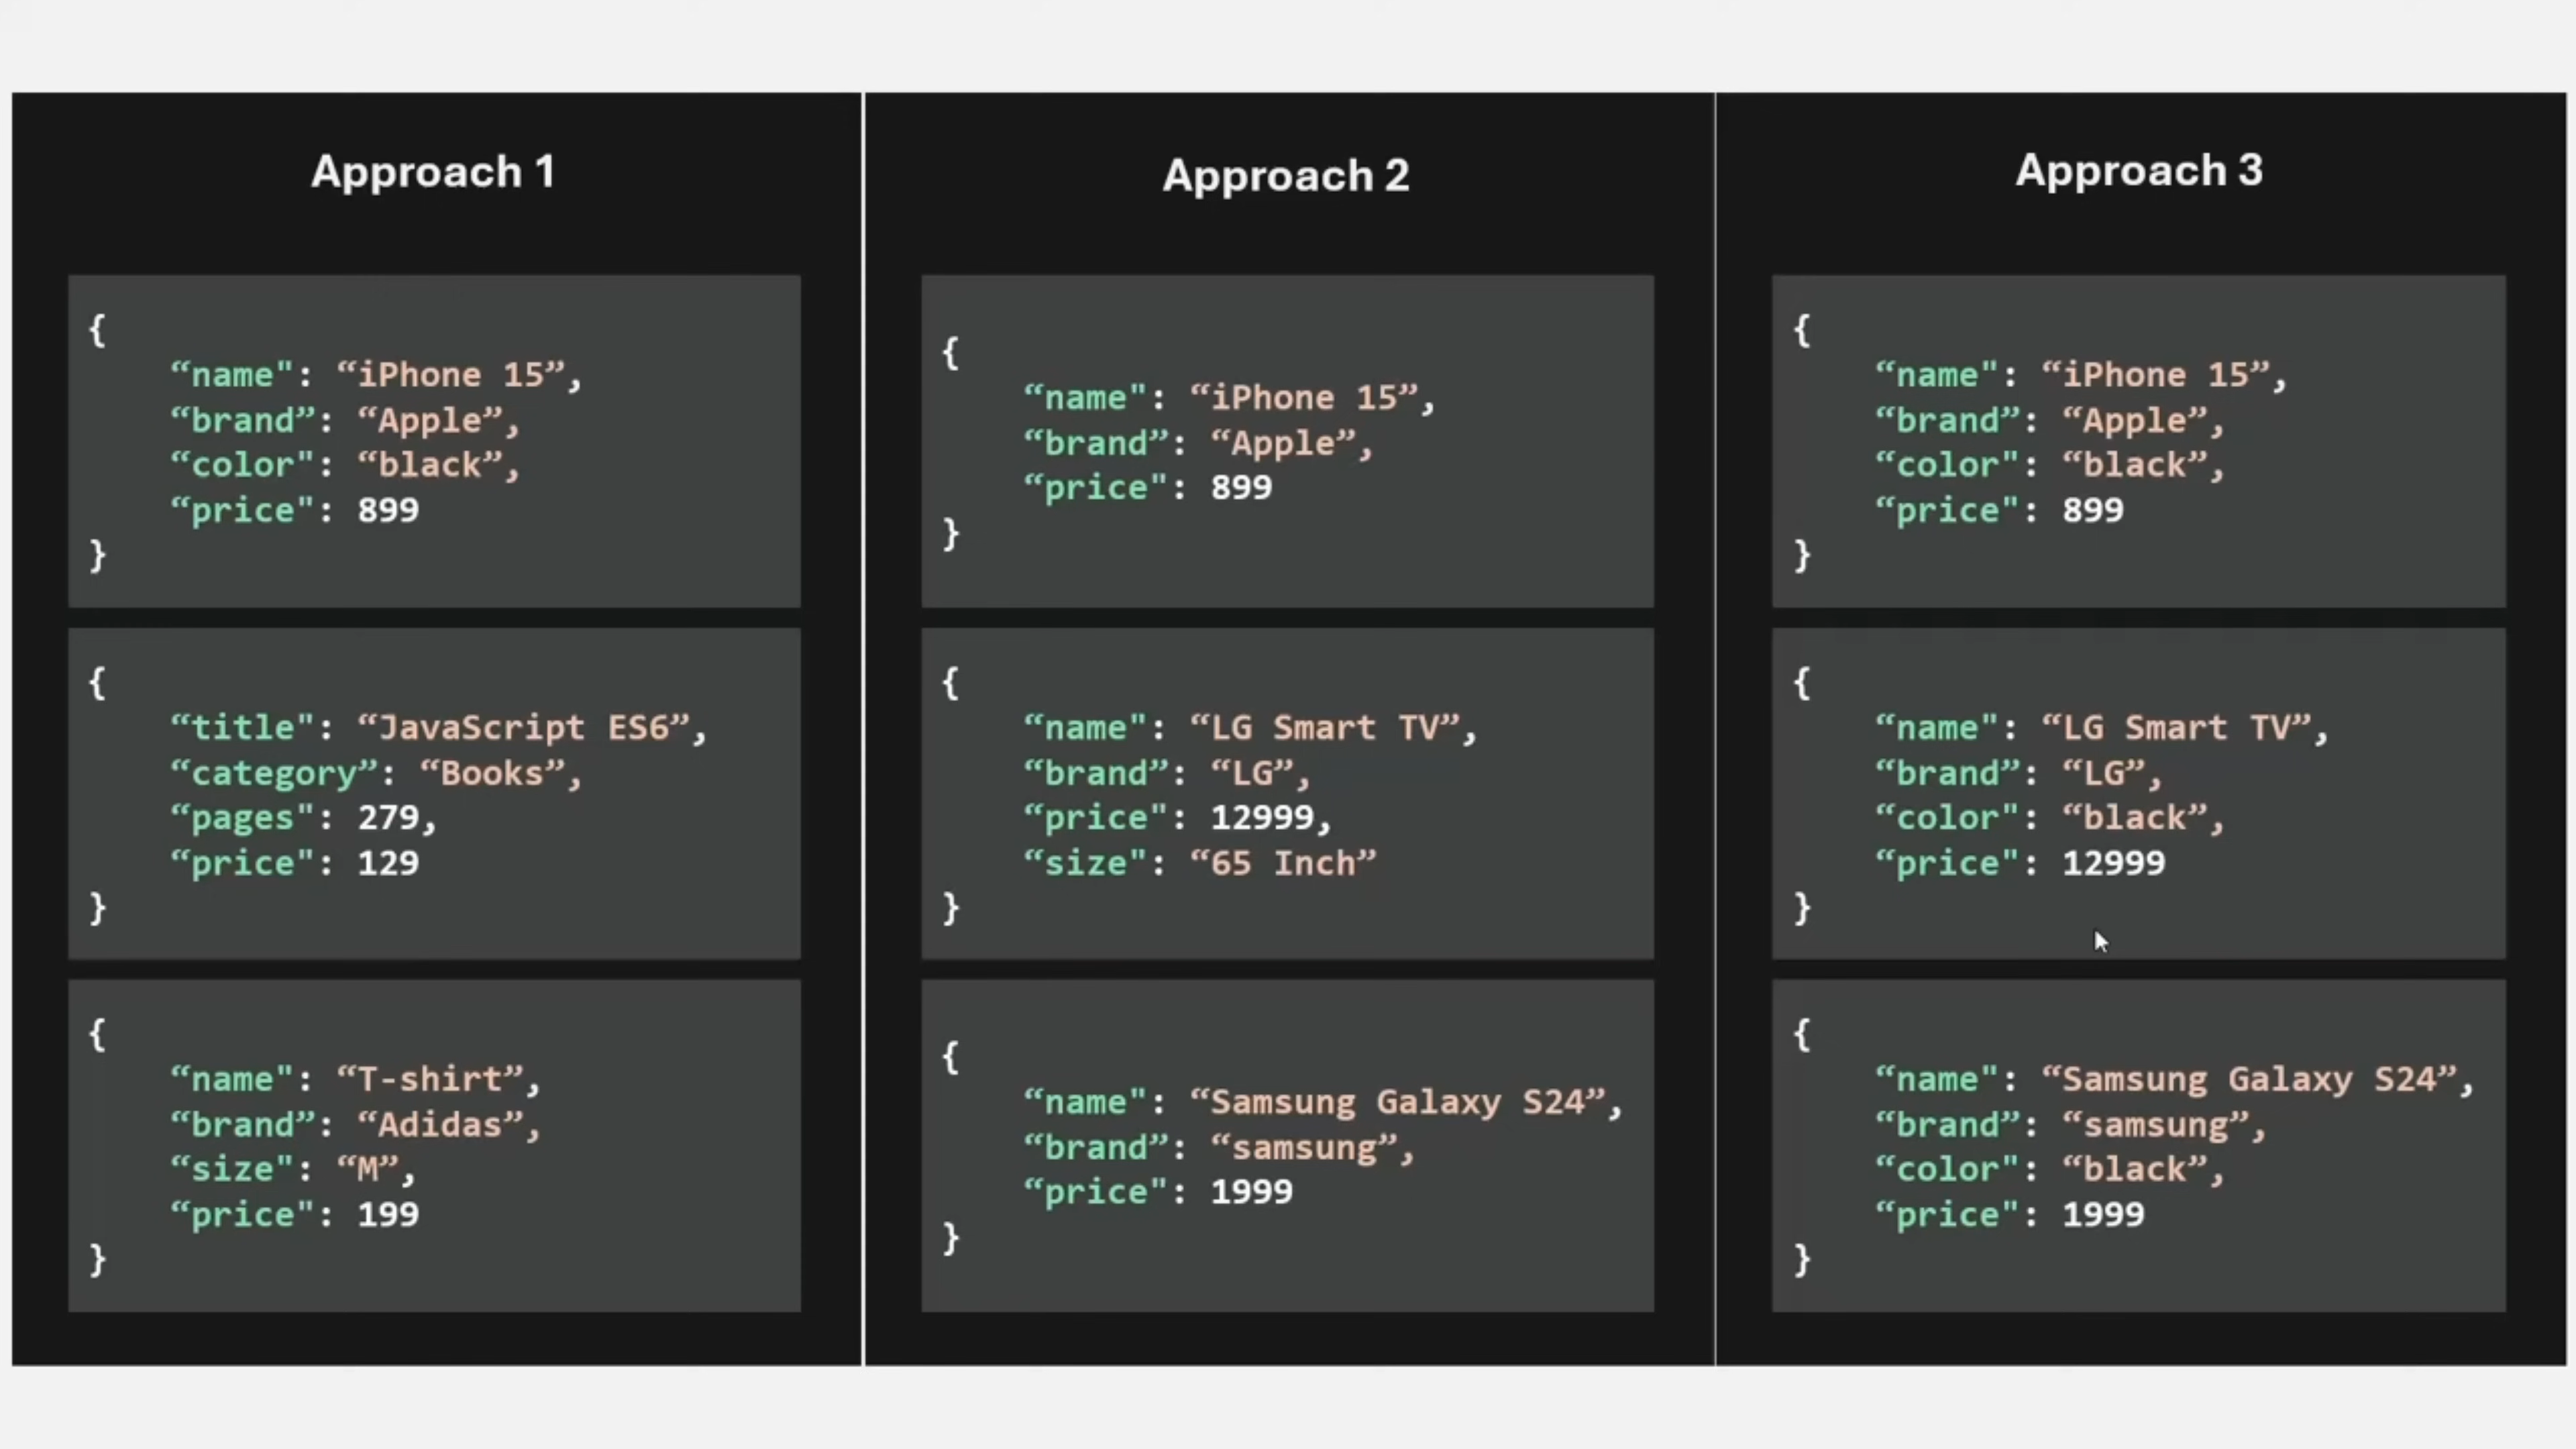 Approach 1
{
“name": “iPhone 15”,
“brand”: “Apple”,
“color": “black”,
“price": 899
}
{
“title": “JavaScript ES6”,
“category”: “Books”,
“pages": 279,
“price": 129
}
{
“name": “T-shirt”,
“brand”: “Adidas”,
“size": “M”,
“price": 199
}
Approach 2
{
“name": “iPhone 15”,
“brand”: “Apple”,
“price": 899
}
{
“name": “LG Smart TV”,
“brand”: “LG”,
“price": 12999,
“size": “65 Inch”
}
{
“name": “Samsung Galaxy S24”,
“brand”: “samsung”,
“price": 1999
}
Approach 3
{
“name": “iPhone 15”,
“brand”: “Apple”,
“color": “black”,
“price": 899
}
{
“name": “LG Smart TV”,
“brand”: “LG”,
“color": “black”,
“price": 12999
}
{
“name": “Samsung Galaxy S24”,
“brand”: “samsung”,
“color": “black”,
“price": 1999
}